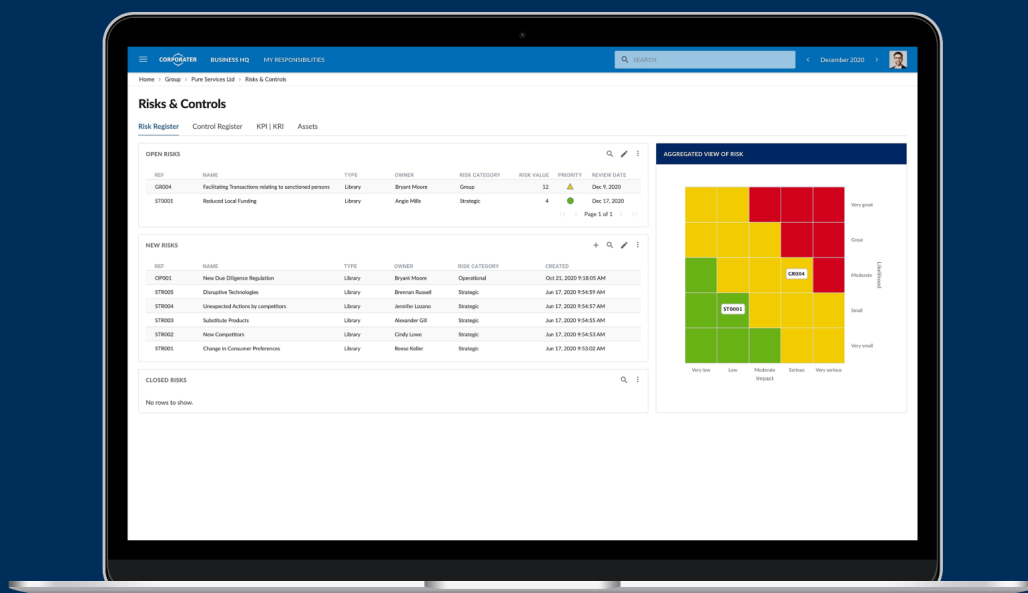 CORPORATER BUSINESS HQ MY RESPONSIBILITIES SEARCH December 2020
Home > Group > Pure Services Ltd > Risks & Controls
Risks & Controls
Risk Register Control Register KPI | KRI Assets
OPEN RISKS
REF NAME TYPE OWNER RISK CATEGORY RISK VALUE PRIORITY REVIEW DATE
GR004 Facilitating Transactions relating to sanctioned persons Library Bryant Moore Group 12 Dec 9, 2020
ST0001 Reduced Local Funding Library Angie Mills Strategic 4 Dec 17, 2020
Page 1 of 1
NEW RISKS
REF NAME TYPE OWNER RISK CATEGORY CREATED
OP001 New Due Diligence Regulation Library Bryant Moore Operational Oct 21, 2020 9:18:05 AM
STR005 Disruptive Technologies Library Brennan Russell Strategic Jun 17, 2020 9:54:59 AM
STR004 Unexpected Actions by competitors Library Jennifer Lozano Strategic Jun 17, 2020 9:54:57 AM
STR003 Substitute Products Library Alexander Gill Strategic Jun 17, 2020 9:54:55 AM
STR002 New Competitors Library Cindy Lowe Strategic Jun 17, 2020 9:54:53 AM
STR001 Change in Consumer Preferences Library Reese Keller Strategic Jun 17, 2020 9:53:02 AM
CLOSED RISKS
No rows to show.
AGGREGATED VIEW OF RISK
Very great
Great
GR004 Moderate
Likelihood
ST0001 Small
Very small
Very low Low Moderate Serious Very serious
Impact